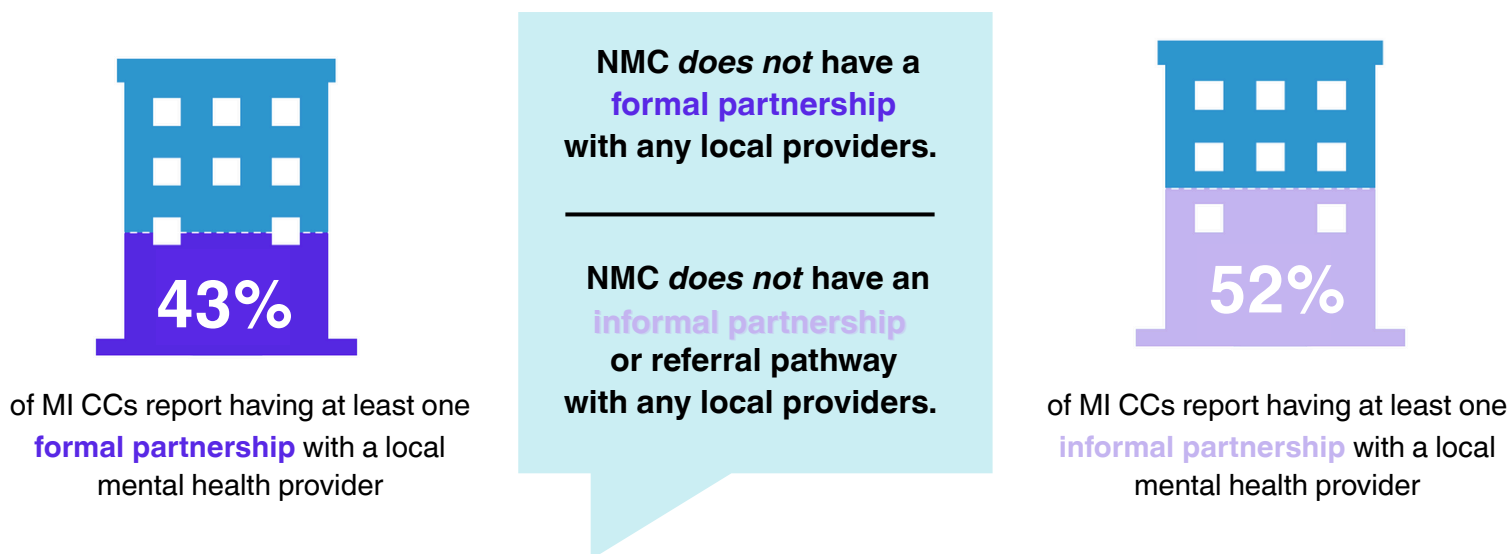 43%
of MI CCs report having at least one
formal partnership with a local
mental health provider
NMC does not have a
formal partnership
with any local providers.
NMC does not have an
informal partnership
or referral pathway
with any local providers.
52%
of MI CCs report having at least one
informal partnership with a local
mental health provider